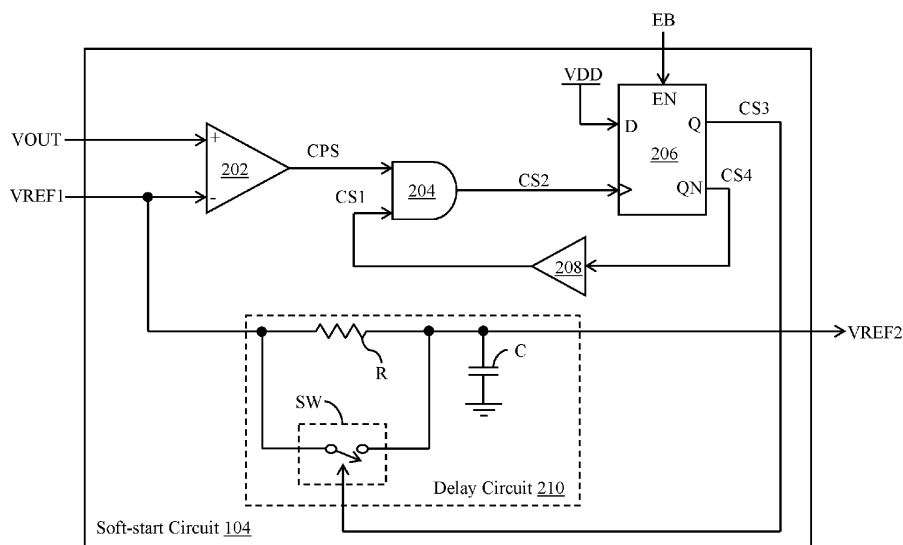 EB
VDD
EN
CS3
VOUT
+
D
Q
202
CPS
206
CS4
VREF1
-
CS1
204
CS2
QN
208
VREF2
R
C
SW
Delay Circuit 210
Soft-start Circuit 104